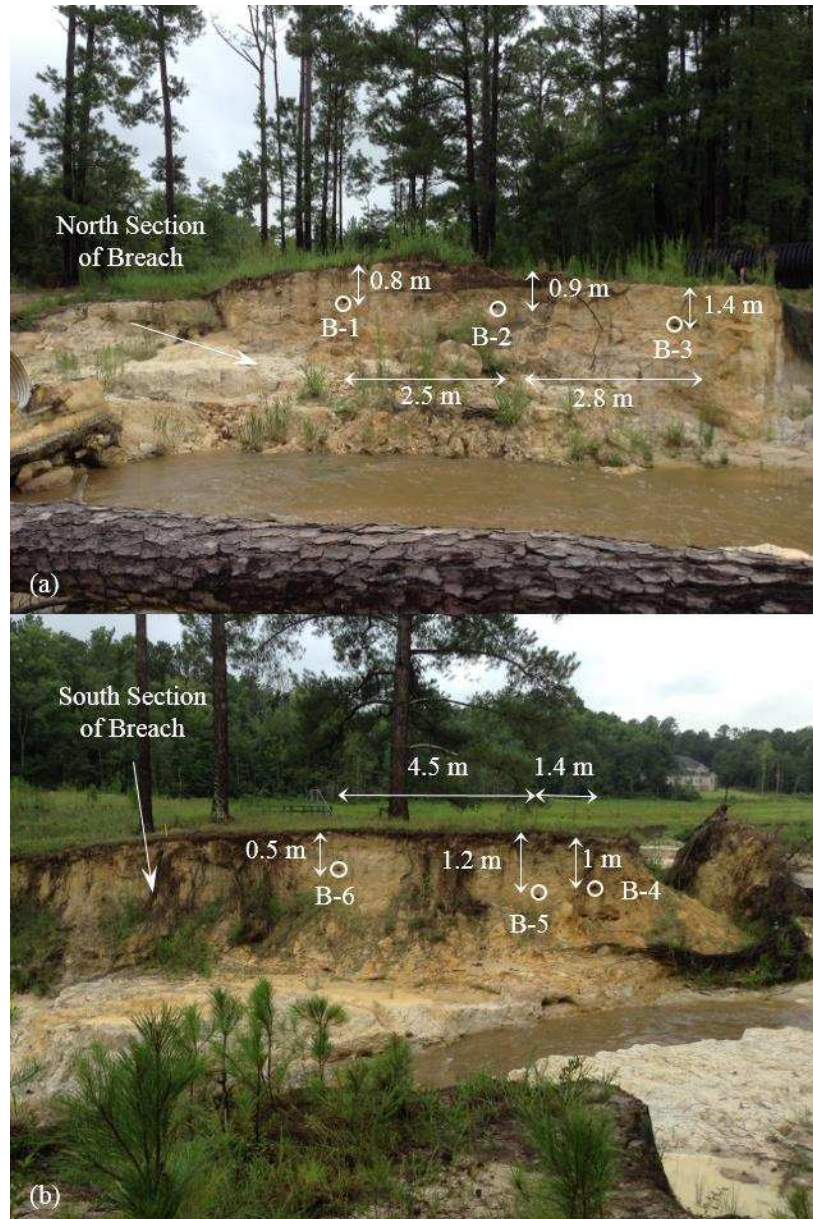 North Section
of Breach
0.8 m
0.9 m
1.4 m
B-1
B-2
B-3
2.5 m
2.8 m
(a)
South Section
of Breach
4.5 m
1.4 m
0.5 m
1.2 m
1 m
B-6
B-5
B-4
(b)